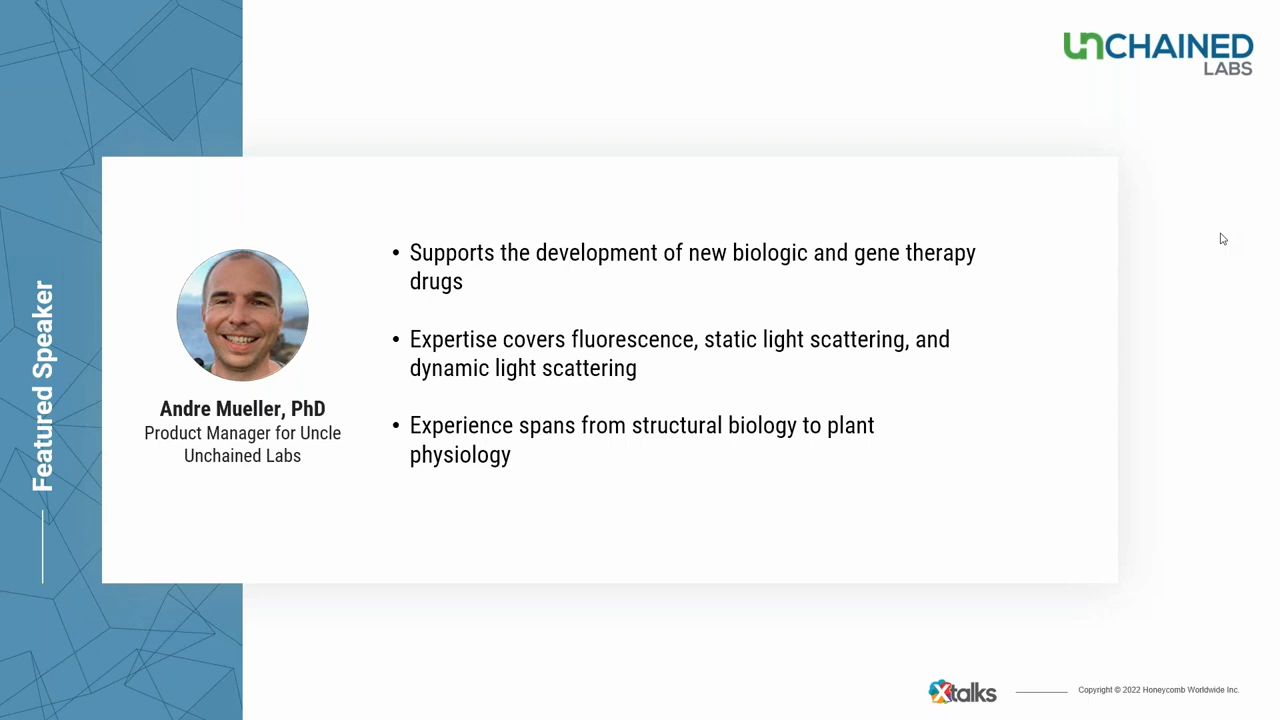 UNCHAINED
LABS
Featured Speaker
Andre Mueller, PhD
Product Manager for Uncle
Unchained Labs
• Supports the development of new biologic and gene therapy
drugs
• Expertise covers fluorescence, static light scattering, and
dynamic light scattering
• Experience spans from structural biology to plant
physiology
Xtalks
Copyright © 2022 Honeycomb Worldwide Inc.